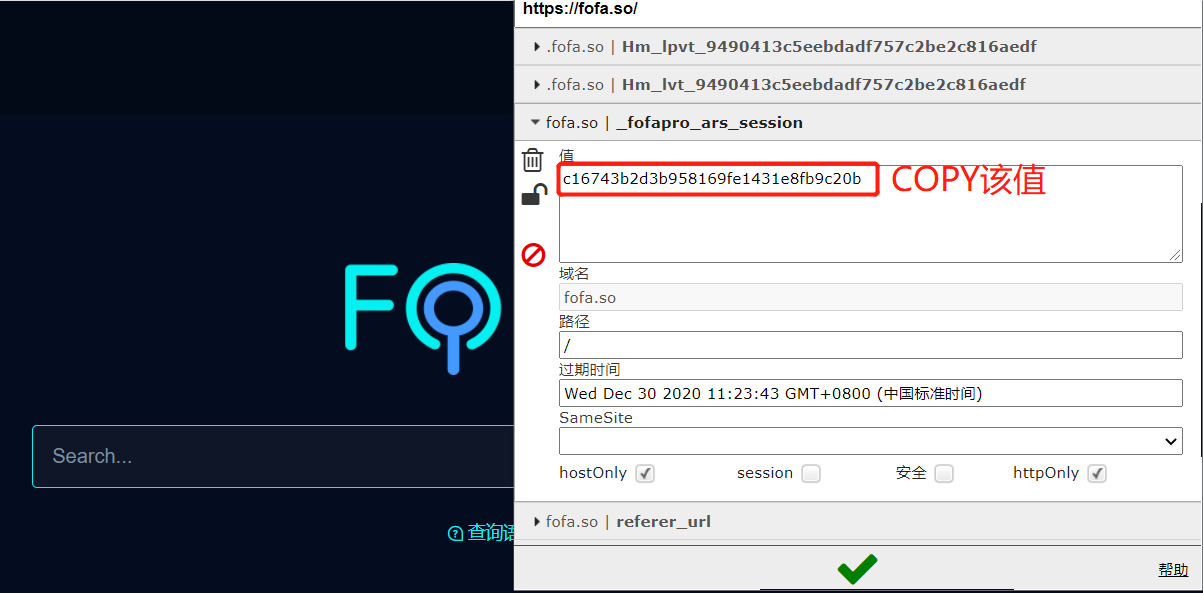 https://fofa.so/
.fofa.so | Hm_lpvt_9490413c5eebdadf757c2be2c816aedf
.fofa.so | Hm_lvt_9490413c5eebdadf757c2be2c816aedf
fofa.so | _fofapro_ars_session
值
c16743b2d3b958169fe1431e8fb9c20b
COPY该值
域名
fofa.so
路径
/
过期时间
Wed Dec 30 2020 11:23:43 GMT+0800 (中国标准时间)
SameSite
hostOnly session 安全 httpOnly
fofa.so | referer_url
帮助
FO
Search...
查询语